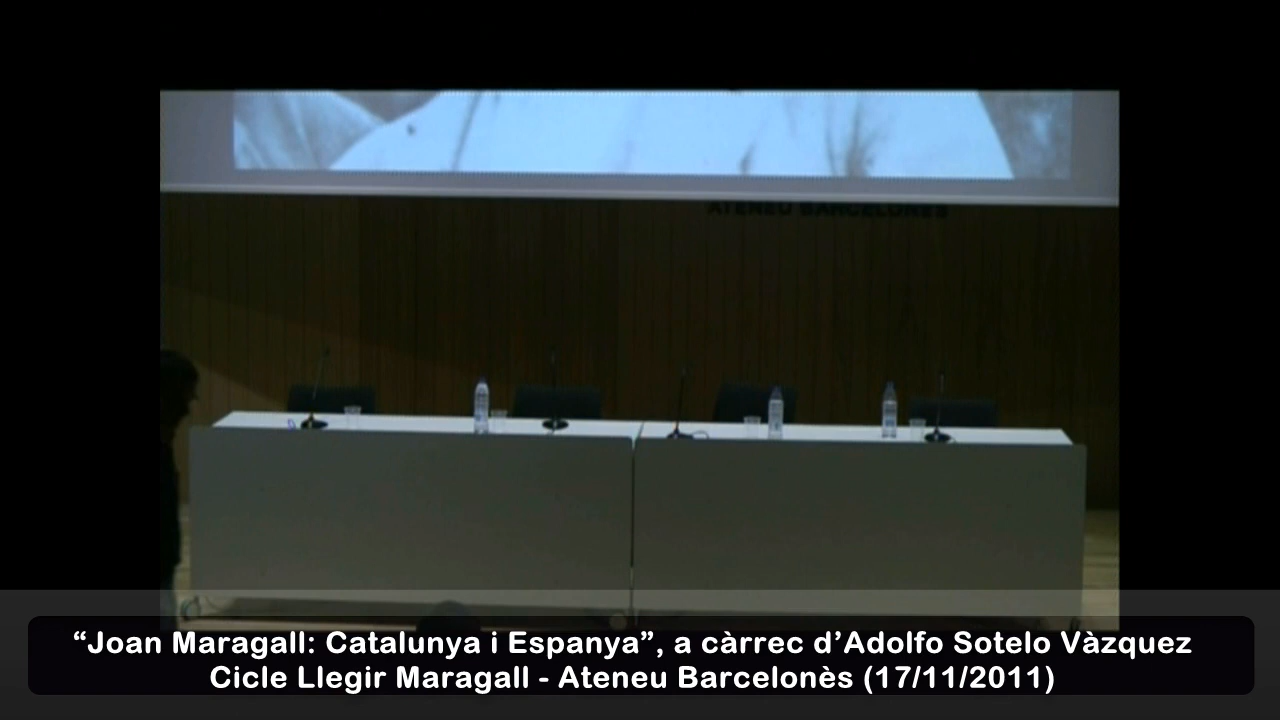 ATENEU BARCELONÈS
“Joan Maragall: Catalunya i Espanya”, a càrrec d’Adolfo Sotelo Vàzquez
Cicle Llegir Maragall - Ateneu Barcelonès (17/11/2011)